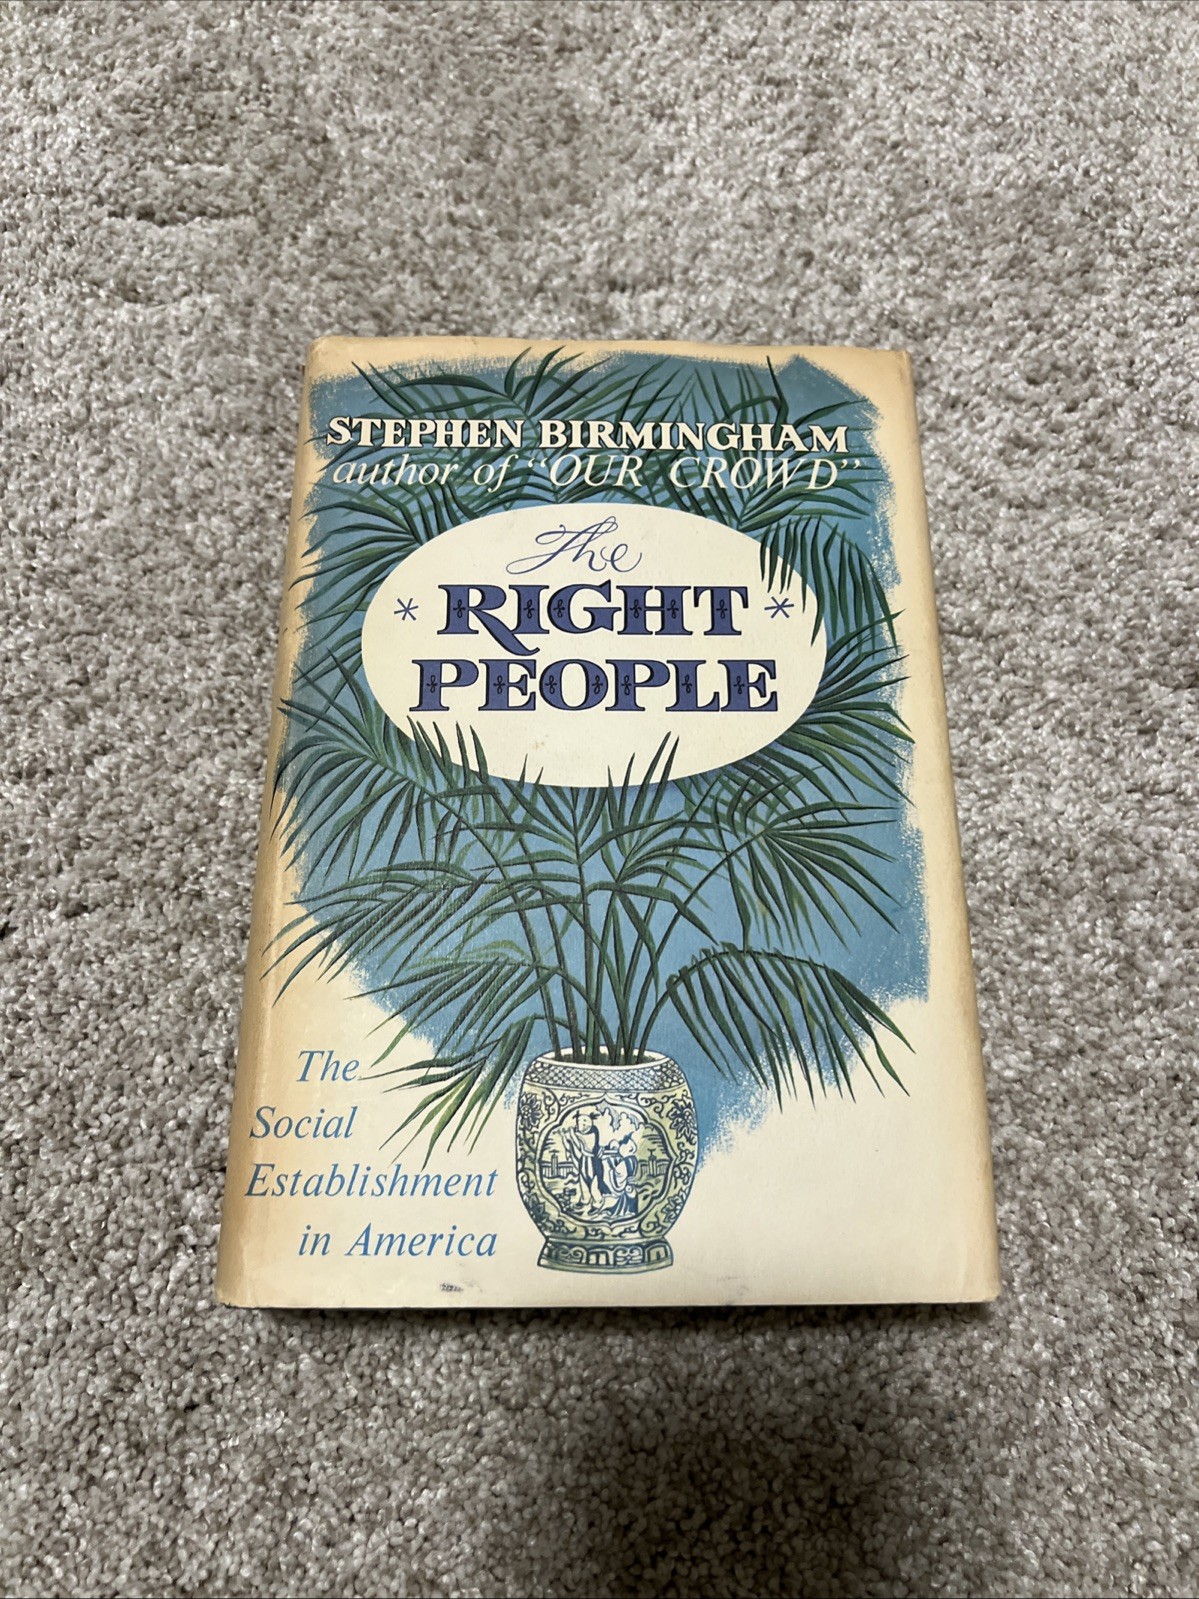 STEPHEN BIRMINGHAM
author of "OUR CROWD"
The
* RIGHT *
PEOPLE
The
Social
Establishment
in America